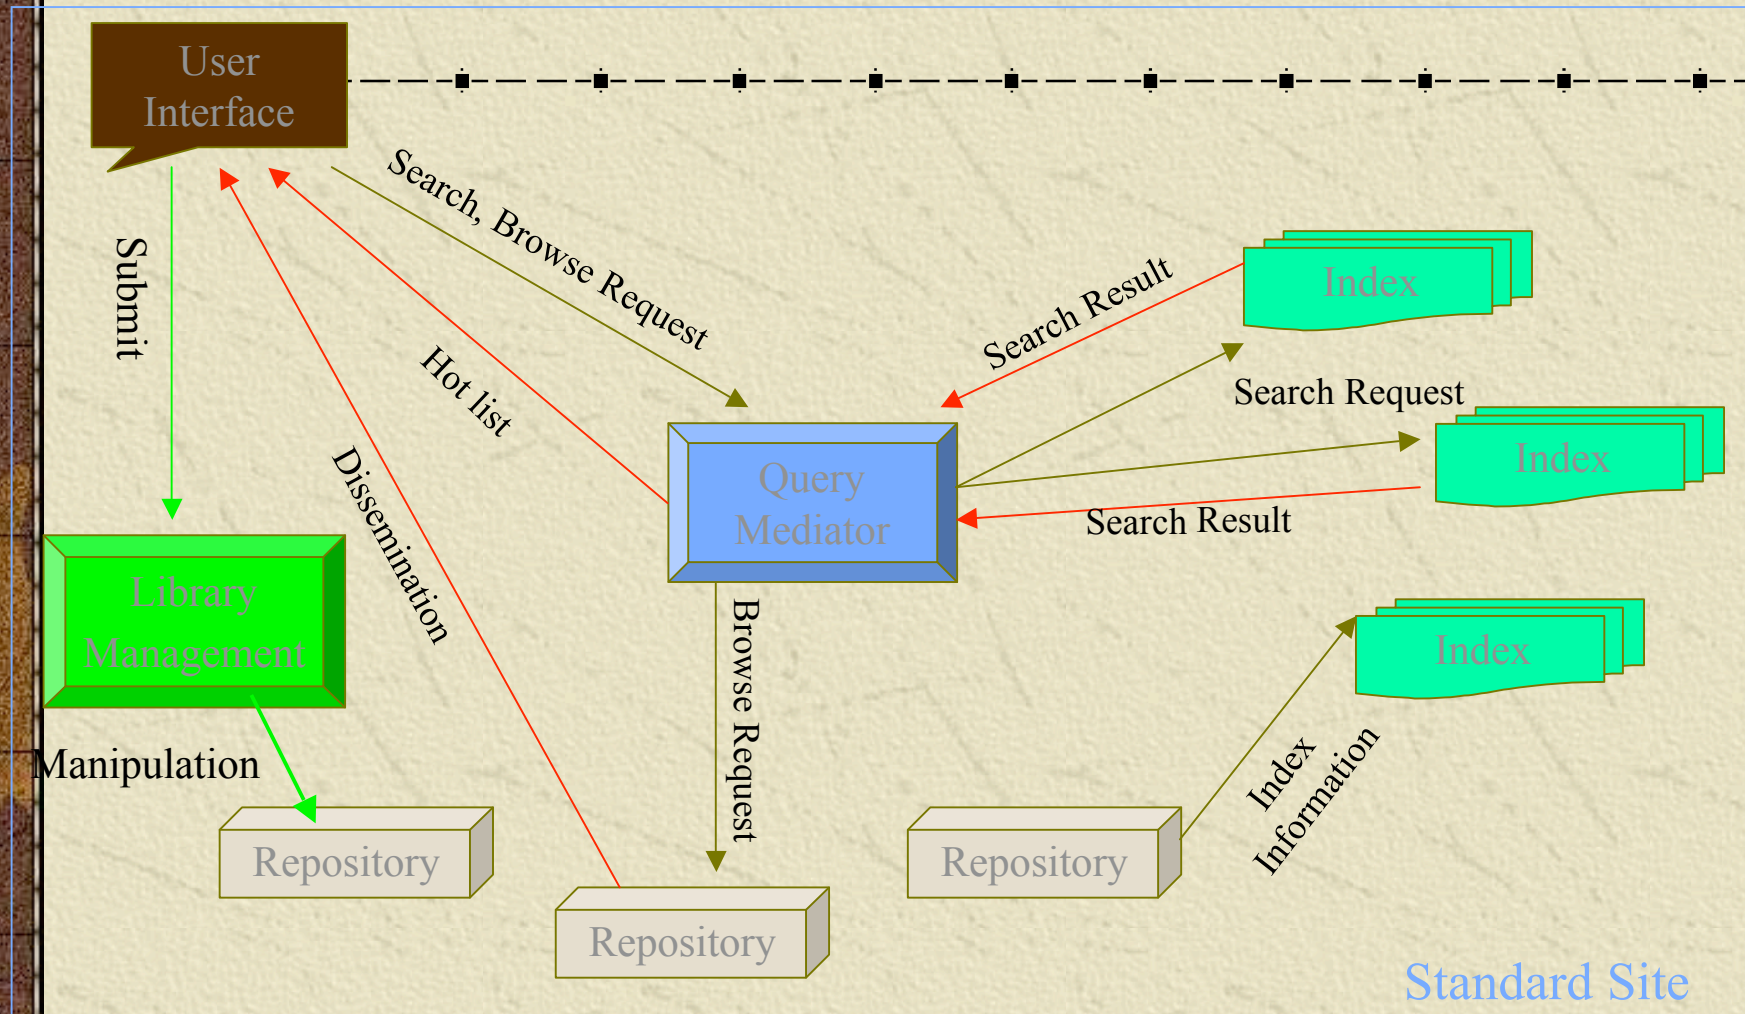 User
Interface
Search, Browse Request
Submit
Search Result
Index
Hot list
Search Request
Index
Dissemination
Query
Mediator
Search Result
Library
Management
Browse Request
Index
Manipulation
Index
Information
Repository
Repository
Repository
Standard Site